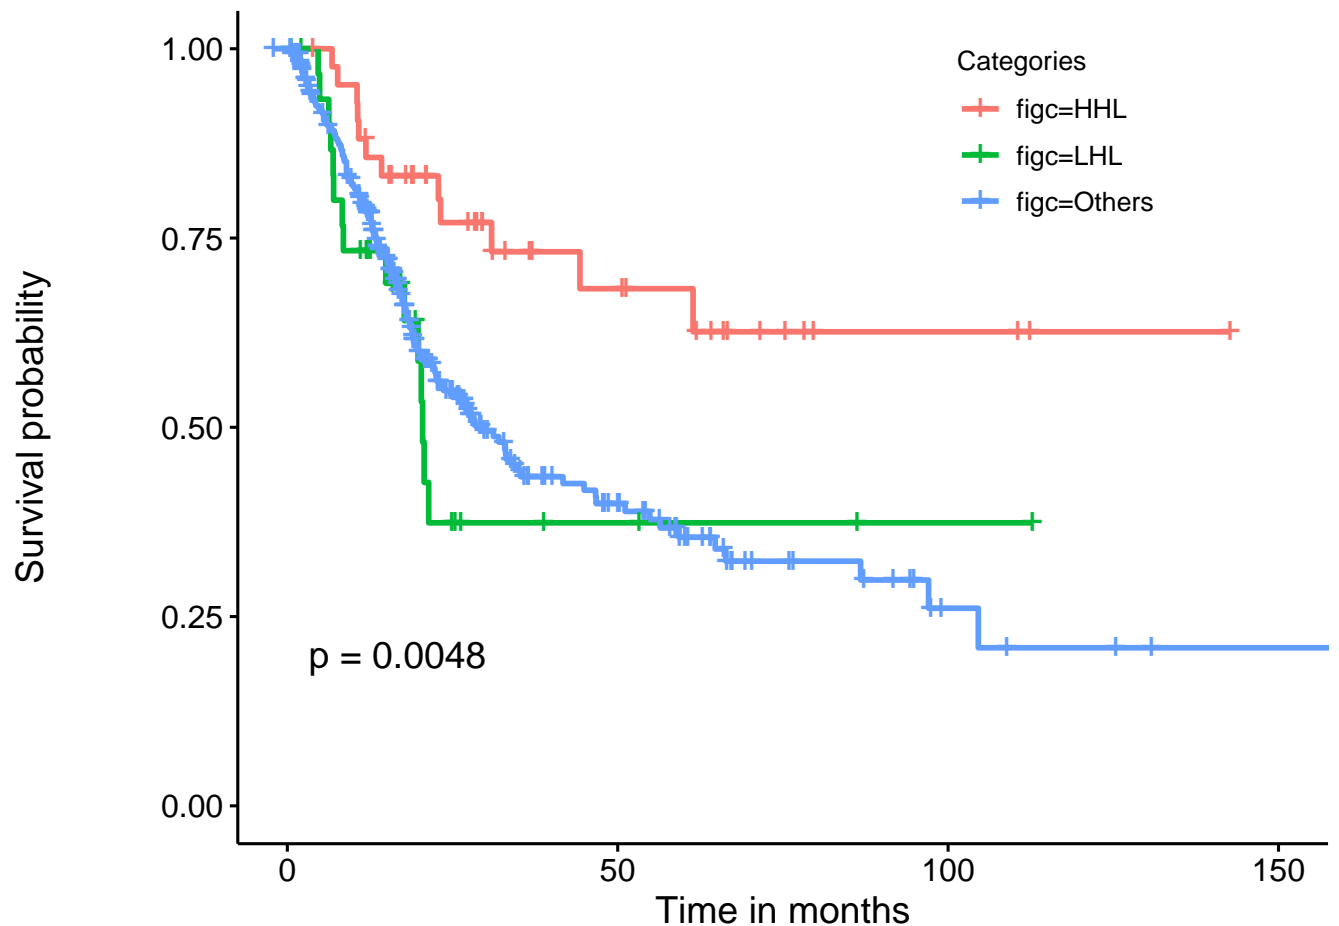 Categories
figc=HHL
figc=LHL
figc=Others
Survival probability
1.00
0.75
0.50
0.25
0.00
p = 0.0048
0 50 100 150
Time in months